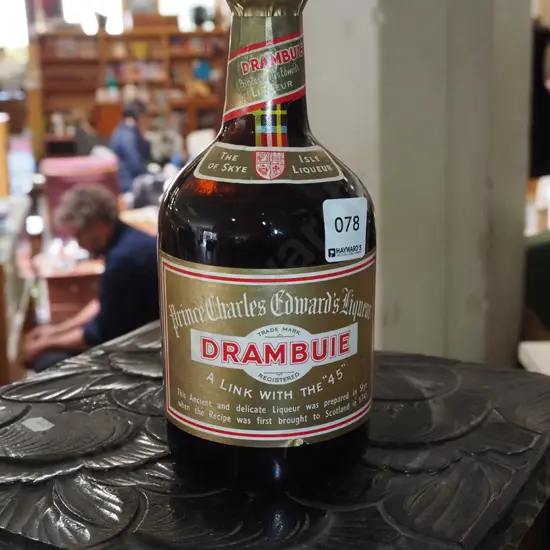 DRAMBUIE
Prince Charles Edward's
LIQUEUR
THE ISLE
OF SKYE LIQUEUR
078
HAYWARD'S
Prince Charles Edward's Liqueur
TRADE MARK
DRAMBUIE
REGISTERED
A LINK WITH THE "45"
This Ancient and delicate Liqueur was prepared in Skye
when the Recipe was first brought to Scotland in 1745